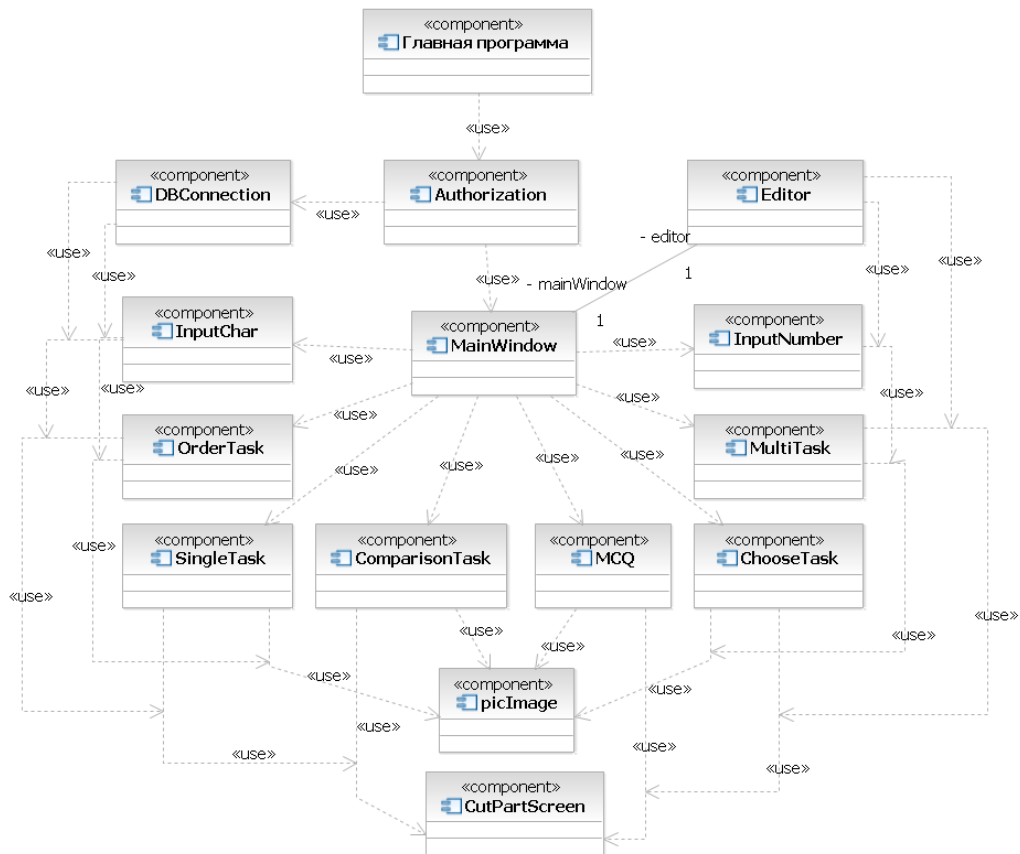 «component»
Главная программа
«use»
«component»
DBConnection
«component»
Authorization
«component»
Editor
«use»
- editor
«use»
«use»
«use»
«use»
«use»
1
- mainWindow
«component»
InputChar
«component»
MainWindow
1
«component»
InputNumber
«use»
«use»
«use»
«use»
«use»
«use»
«component»
OrderTask
«component»
MultiTask
«use»
«use»
«use»
«use»
«component»
SingleTask
«component»
ComparisonTask
«component»
MCQ
«component»
ChooseTask
«use»
«use»
«use»
«use»
«use»
«use»
«use»
«component»
picImage
«use»
«use»
«use»
«use»
«component»
CutPartScreen